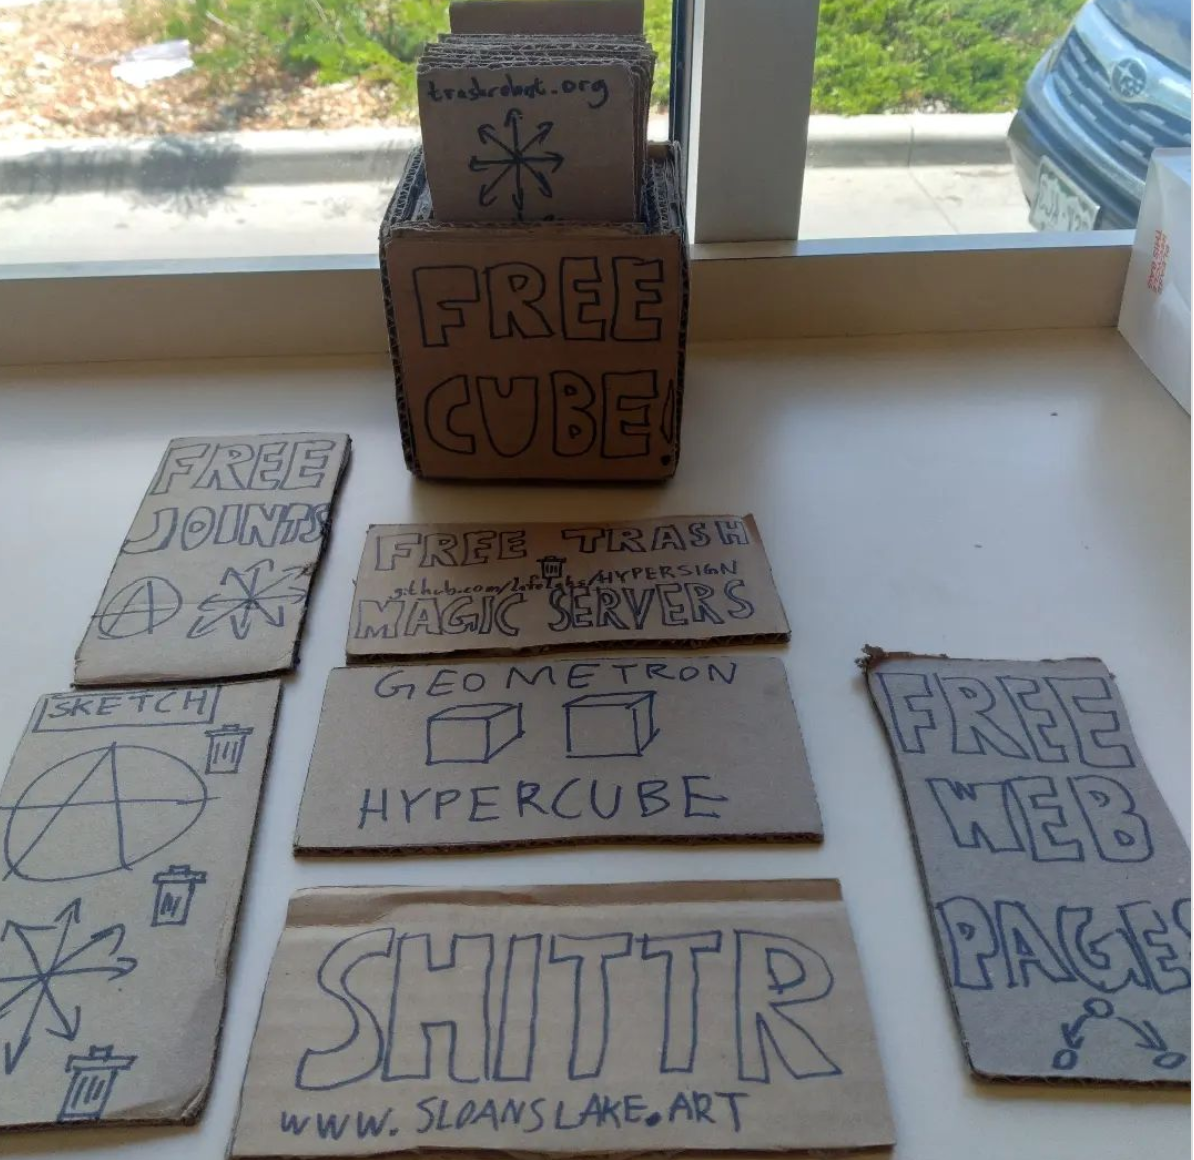 trashrobot.org
FREE
CUBE!
FREE
JOINTS
FREE TRASH
github.com/lafelabs/HYPERSIGN
MAGIC SERVERS
SKETCH
GEOMETRON
HYPERCUBE
FREE
WEB
PAGES
SHITTR
WWW. SLOANSLAKE.ART